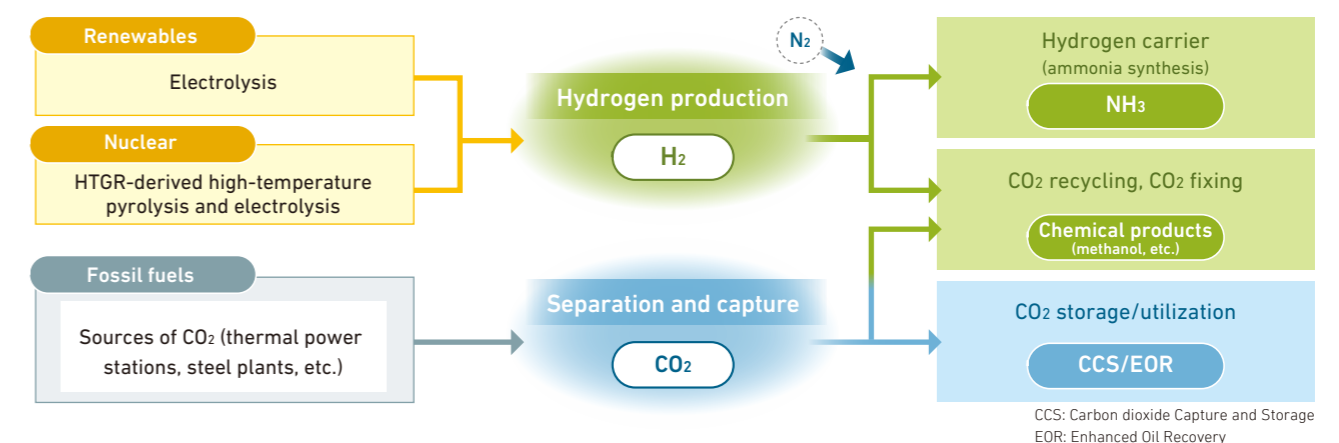 Renewables
Electrolysis
Nuclear
HTGR-derived high-temperature
pyrolysis and electrolysis
Fossil fuels
Sources of CO2 (thermal power
stations, steel plants, etc.)
Hydrogen production
H2
Separation and capture
CO2
N2
Hydrogen carrier
(ammonia synthesis)
NH3
CO2 recycling, CO2 fixing
Chemical products
(methanol, etc.)
CO2 storage/utilization
CCS/EOR
CCS: Carbon dioxide Capture and Storage
EOR: Enhanced Oil Recovery